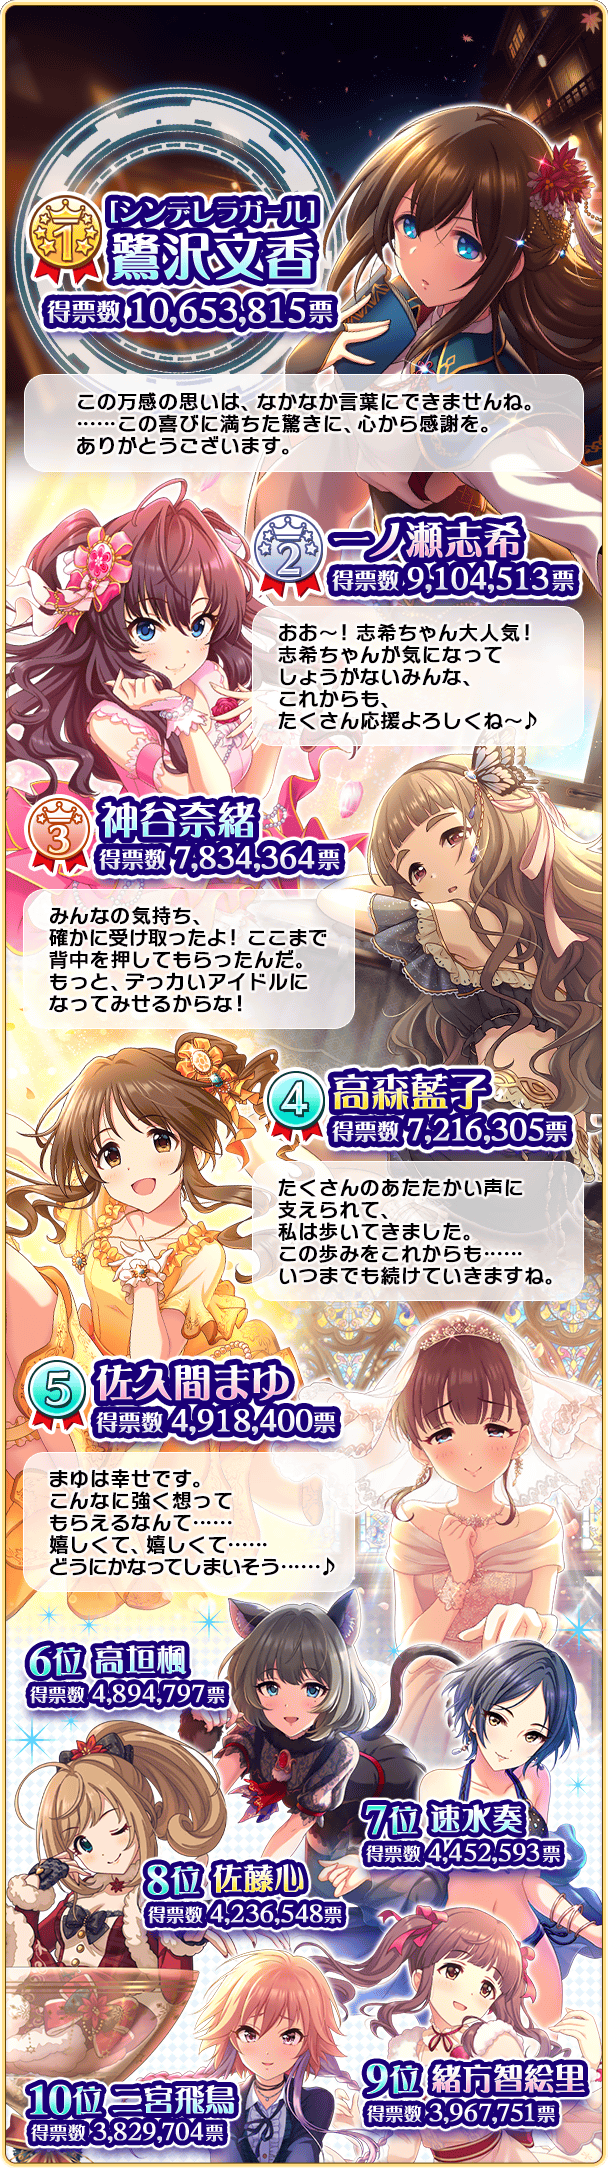 1
[シンデレラガール]
鷺沢文香
得票数 10,653,815票
この万感の思いは、なかなか言葉にできませんね。
……この喜びに満ちた驚きに、心から感謝を。
ありがとうございます。
2
一ノ瀬志希
得票数 9,104,513票
おお～！志希ちゃん大人気！
志希ちゃんが気になって
しょうがないみんな、
これからも、
たくさん応援よろしくね～♪
3
神谷奈緒
得票数 7,834,364票
みんなの気持ち、
確かに受け取ったよ！ここまで
背中を押してもらったんだ。
もっと、デッカいアイドルに
なってみせるからな！
4
高森藍子
得票数 7,216,305票
たくさんのあたたかい声に
支えられて、
私は歩いてきました。
この歩みをこれからも……
いつまでも続けていきますね。
5
佐久間まゆ
得票数 4,918,400票
まゆは幸せです。
こんなに強く想って
もらえるなんて……
嬉しくて、嬉しくて……
どうにかなってしまいそう……♪
6位 高垣楓
得票数 4,894,797票
7位 速水奏
得票数 4,452,593票
8位 佐藤心
得票数 4,236,548票
9位 緒方智絵里
得票数 3,967,751票
10位 二宮飛鳥
得票数 3,829,704票